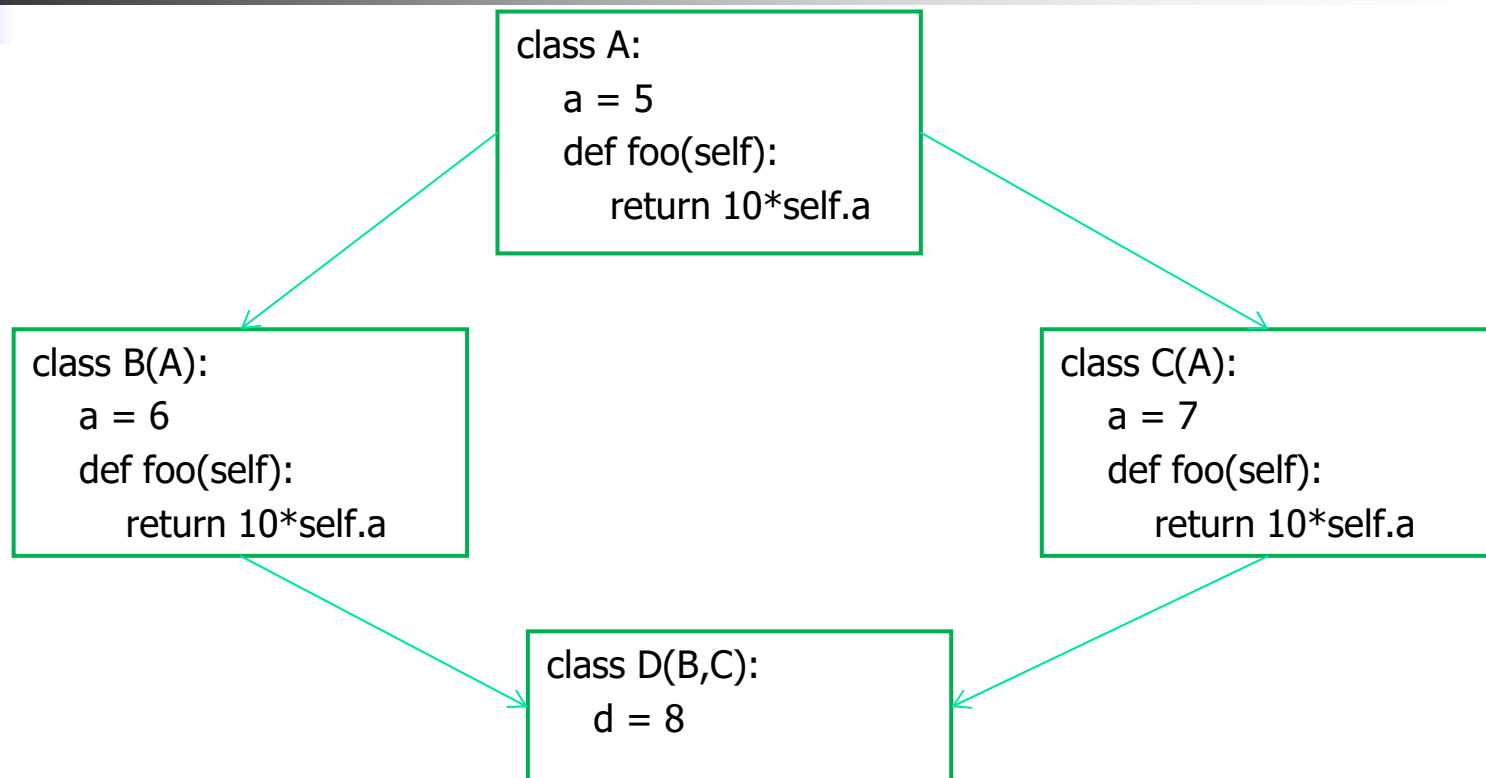 class A:
a = 5
def foo(self):
return 10*self.a
class B(A):
a = 6
def foo(self):
return 10*self.a
class C(A):
a = 7
def foo(self):
return 10*self.a
class D(B,C):
d = 8